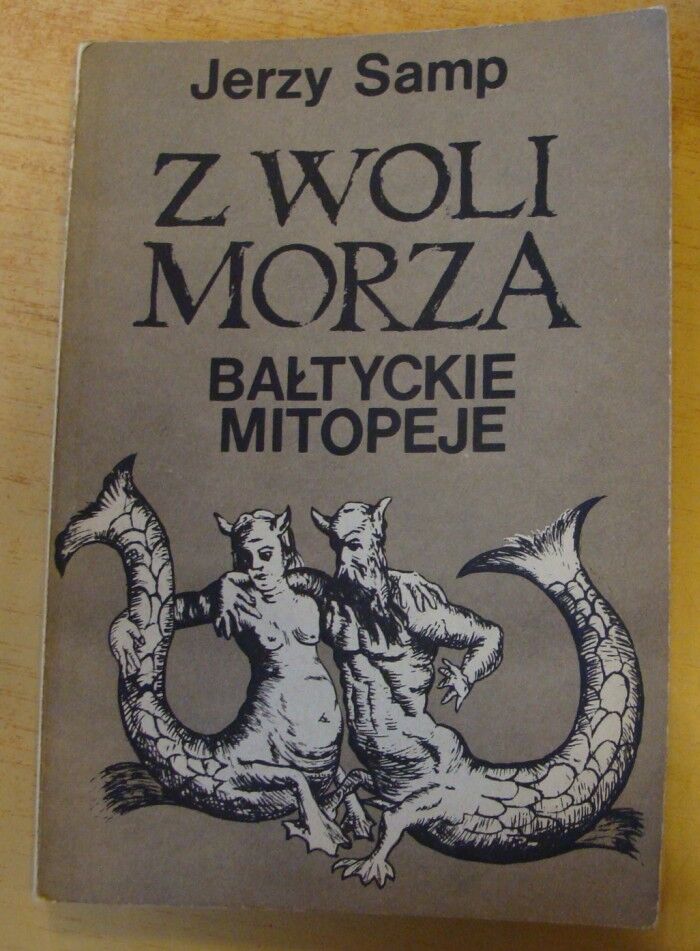 Jerzy Samp
Z WOLI
MORZA
BAŁTYCKIE
MITOPEJE